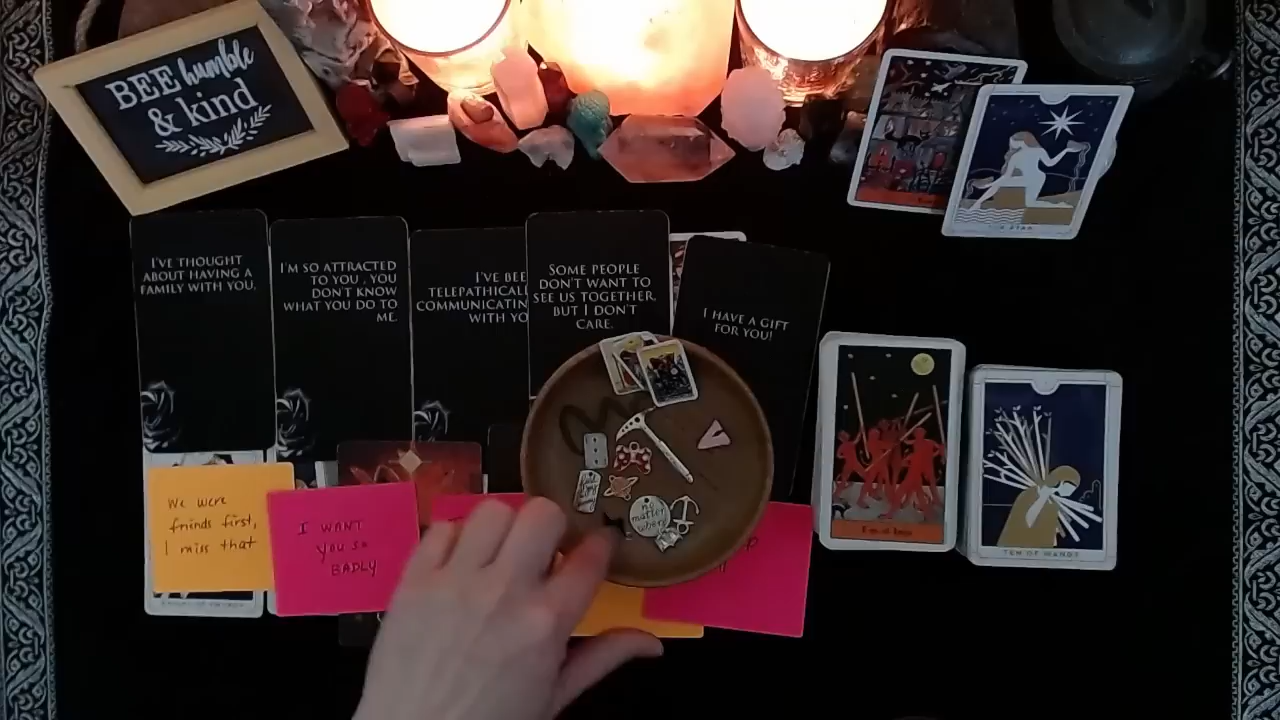 BEE humble
& kind
I'VE THOUGHT
ABOUT HAVING A
FAMILY WITH YOU.
I'M SO ATTRACTED
TO YOU , YOU
DON'T KNOW
WHAT YOU DO TO
ME.
I'VE BEE
TELEPATHICALL
COMMUNICATIN
WITH YO
SOME PEOPLE
DON'T WANT TO
SEE US TOGETHER,
BUT I DON'T
CARE.
I HAVE A GIFT
FOR YOU!
We were
friends first,
I miss that
I WANT
YOU SO
BADLY
no
matter
where
THE STAR
TEN OF WANDS